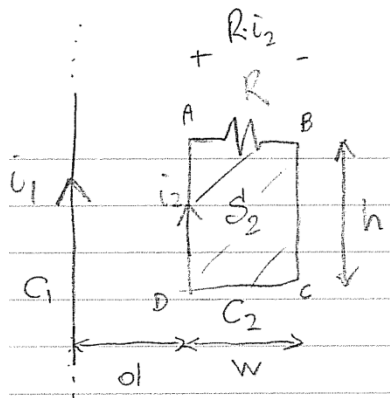 R·i₂
+ -
R
A B
i₁ i₂ S₂ h
C₁ D C₂ C
d w